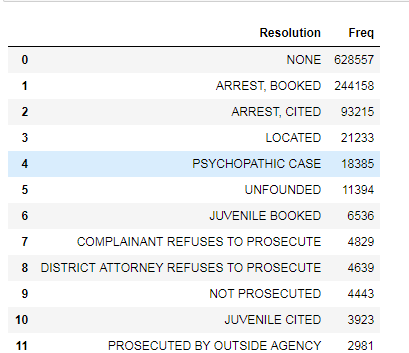 Resolution Freq
0 NONE 628557
1 ARREST, BOOKED 244158
2 ARREST, CITED 93215
3 LOCATED 21233
4 PSYCHOPATHIC CASE 18385
5 UNFOUNDED 11394
6 JUVENILE BOOKED 6536
7 COMPLAINANT REFUSES TO PROSECUTE 4829
8 DISTRICT ATTORNEY REFUSES TO PROSECUTE 4639
9 NOT PROSECUTED 4443
10 JUVENILE CITED 3923
11 PROSECUTED BY OUTSIDE AGENCY 2981